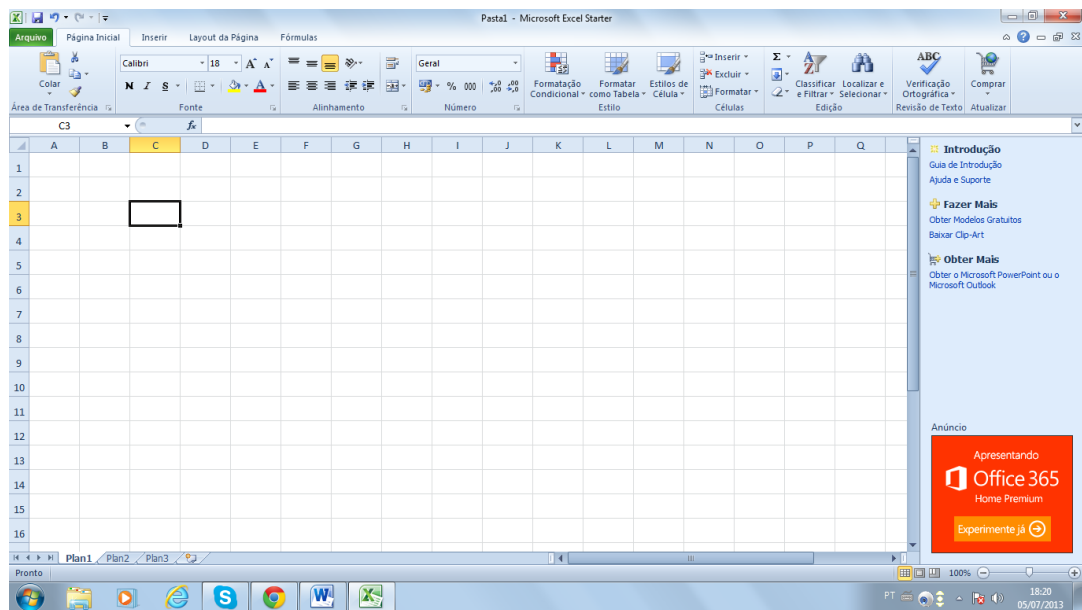 Pasta1 - Microsoft Excel Starter
Arquivo Página Inicial Inserir Layout da Página Fórmulas
Colar
Área de Transferência
Calibri 18
N I S
Fonte
Alinhamento
Geral
% 000
Número
Formatação Condicional
Formatar como Tabela
Estilos de Célula
Estilo
Inserir
Excluir
Formatar
Células
Σ
Classificar e Filtrar
Localizar e Selecionar
Edição
ABC
Verificação Ortográfica
Revisão de Texto
Comprar
Atualizar
C3 fx
A B C D E F G H I J K L M N O P Q
1
2
3
4
5
6
7
8
9
10
11
12
13
14
15
16
Introdução
Guia de Introdução
Ajuda e Suporte
Fazer Mais
Obter Modelos Gratuitos
Baixar Clip-Art
Obter Mais
Obter o Microsoft PowerPoint ou o
Microsoft Outlook
Anúncio
Apresentando
Office 365
Home Premium
Experimente já
Plan1 Plan2 Plan3
Pronto 100%
PT 18:20
05/07/2013